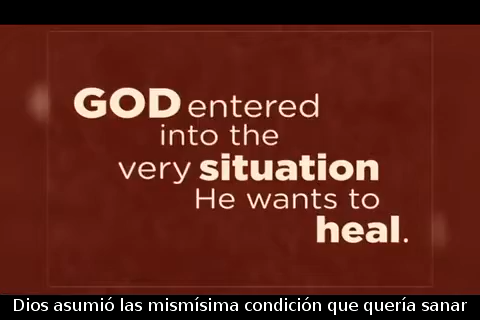 GOD entered
into the
very situation
He wants to
heal.
Dios asumió las mismísima condición que quería sanar